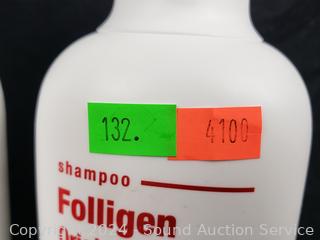 132. 4100
shampoo
Folligen
Copyright 2024 - Sound Auction Service